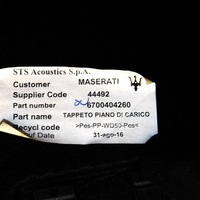 STS Acoustics S.p.A.
Customer MASERATI
Supplier Code 44492
Part number 6700404260
Part name TAPPETO PIANO DI CARICO
Recycl code >Pes-PP-WD50-Pes<
uf Date 31-ago-16